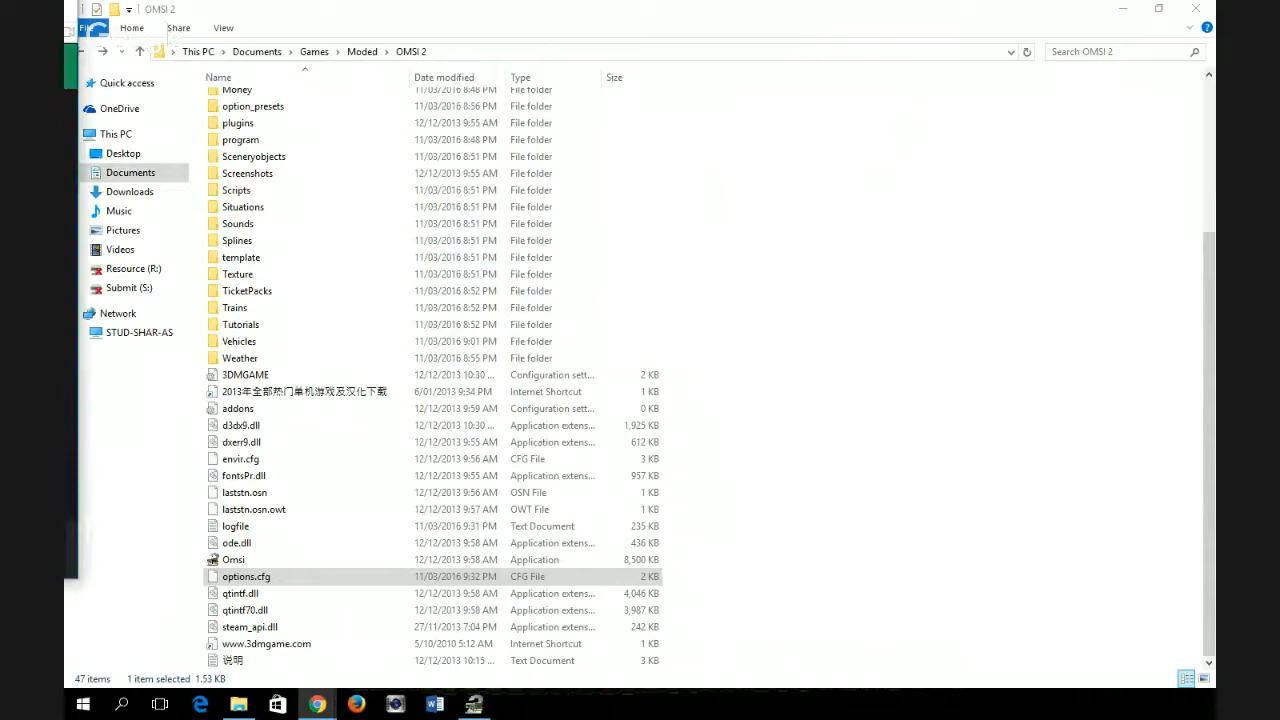 OMSI 2
File Home Share View
This PC Documents Games Moded OMSI 2 Search OMSI 2
Name Date modified Type Size
Quick access
OneDrive
This PC
Desktop
Documents
Downloads
Music
Pictures
Videos
Resource (R:)
Submit (S:)
Network
STUD-SHAR-AS
Money 11/03/2016 8:48 PM File folder
option_presets 11/03/2016 8:56 PM File folder
plugins 12/12/2013 9:55 AM File folder
program 11/03/2016 8:48 PM File folder
Sceneryobjects 11/03/2016 8:51 PM File folder
Screenshots 12/12/2013 9:55 AM File folder
Scripts 11/03/2016 8:51 PM File folder
Situations 11/03/2016 8:51 PM File folder
Sounds 11/03/2016 8:51 PM File folder
Splines 11/03/2016 8:51 PM File folder
template 11/03/2016 8:51 PM File folder
Texture 11/03/2016 8:51 PM File folder
TicketPacks 11/03/2016 8:52 PM File folder
Trains 11/03/2016 8:52 PM File folder
Tutorials 11/03/2016 8:52 PM File folder
Vehicles 11/03/2016 9:01 PM File folder
Weather 11/03/2016 8:55 PM File folder
3DMGAME 12/12/2013 10:30 ... Configuration sett... 2 KB
2013年全部热门单机游戏及汉化下载 6/01/2013 9:34 PM Internet Shortcut 1 KB
addons 12/12/2013 9:59 AM Configuration sett... 0 KB
d3dx9.dll 12/12/2013 10:30 ... Application extens... 1,925 KB
dxerr9.dll 12/12/2013 9:55 AM Application extens... 612 KB
envir.cfg 12/12/2013 9:56 AM CFG File 3 KB
fontsPr.dll 12/12/2013 9:55 AM Application extens... 957 KB
laststn.osn 12/12/2013 9:56 AM OSN File 1 KB
laststn.osn.owt 12/12/2013 9:57 AM OWT File 1 KB
logfile 11/03/2016 9:31 PM Text Document 235 KB
ode.dll 12/12/2013 9:58 AM Application extens... 436 KB
Omsi 12/12/2013 9:58 AM Application 8,500 KB
options.cfg 11/03/2016 9:32 PM CFG File 2 KB
qtintf.dll 12/12/2013 9:58 AM Application extens... 4,046 KB
qtintf70.dll 12/12/2013 9:58 AM Application extens... 3,987 KB
steam_api.dll 27/11/2013 7:04 PM Application extens... 242 KB
www.3dmgame.com 5/10/2010 5:12 AM Internet Shortcut 1 KB
说明 12/12/2013 10:15 ... Text Document 3 KB
47 items 1 item selected 1.53 KB